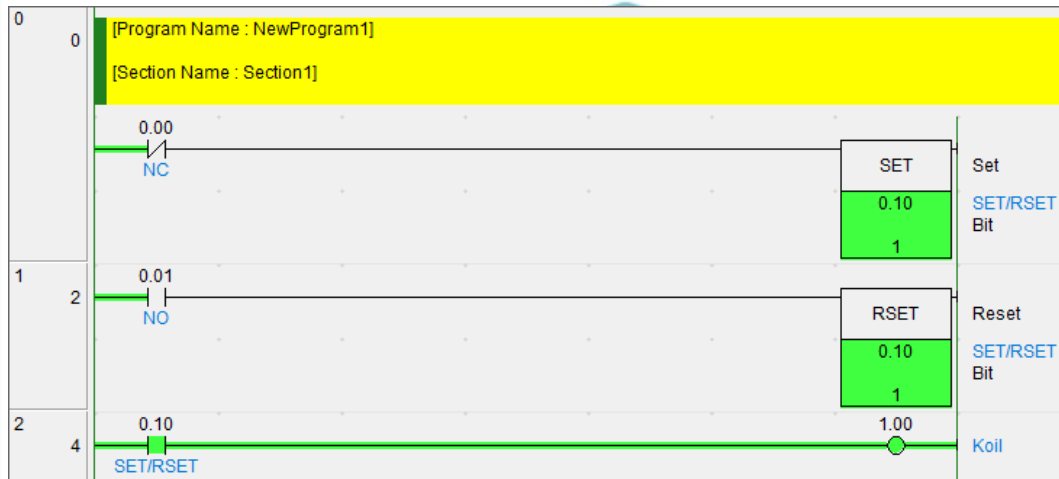 0
0
[Program Name : NewProgram1]
[Section Name : Section1]
0.00
NC
SET
Set
0.10
SET/RSET
Bit
1
1
2
0.01
NO
RSET
Reset
0.10
SET/RSET
Bit
1
2
4
0.10
SET/RSET
1.00
Koil